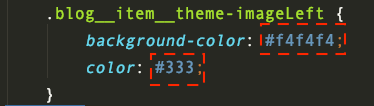 .blog__item__theme-imageLeft {
background-color: #f4f4f4;
color: #333;
}